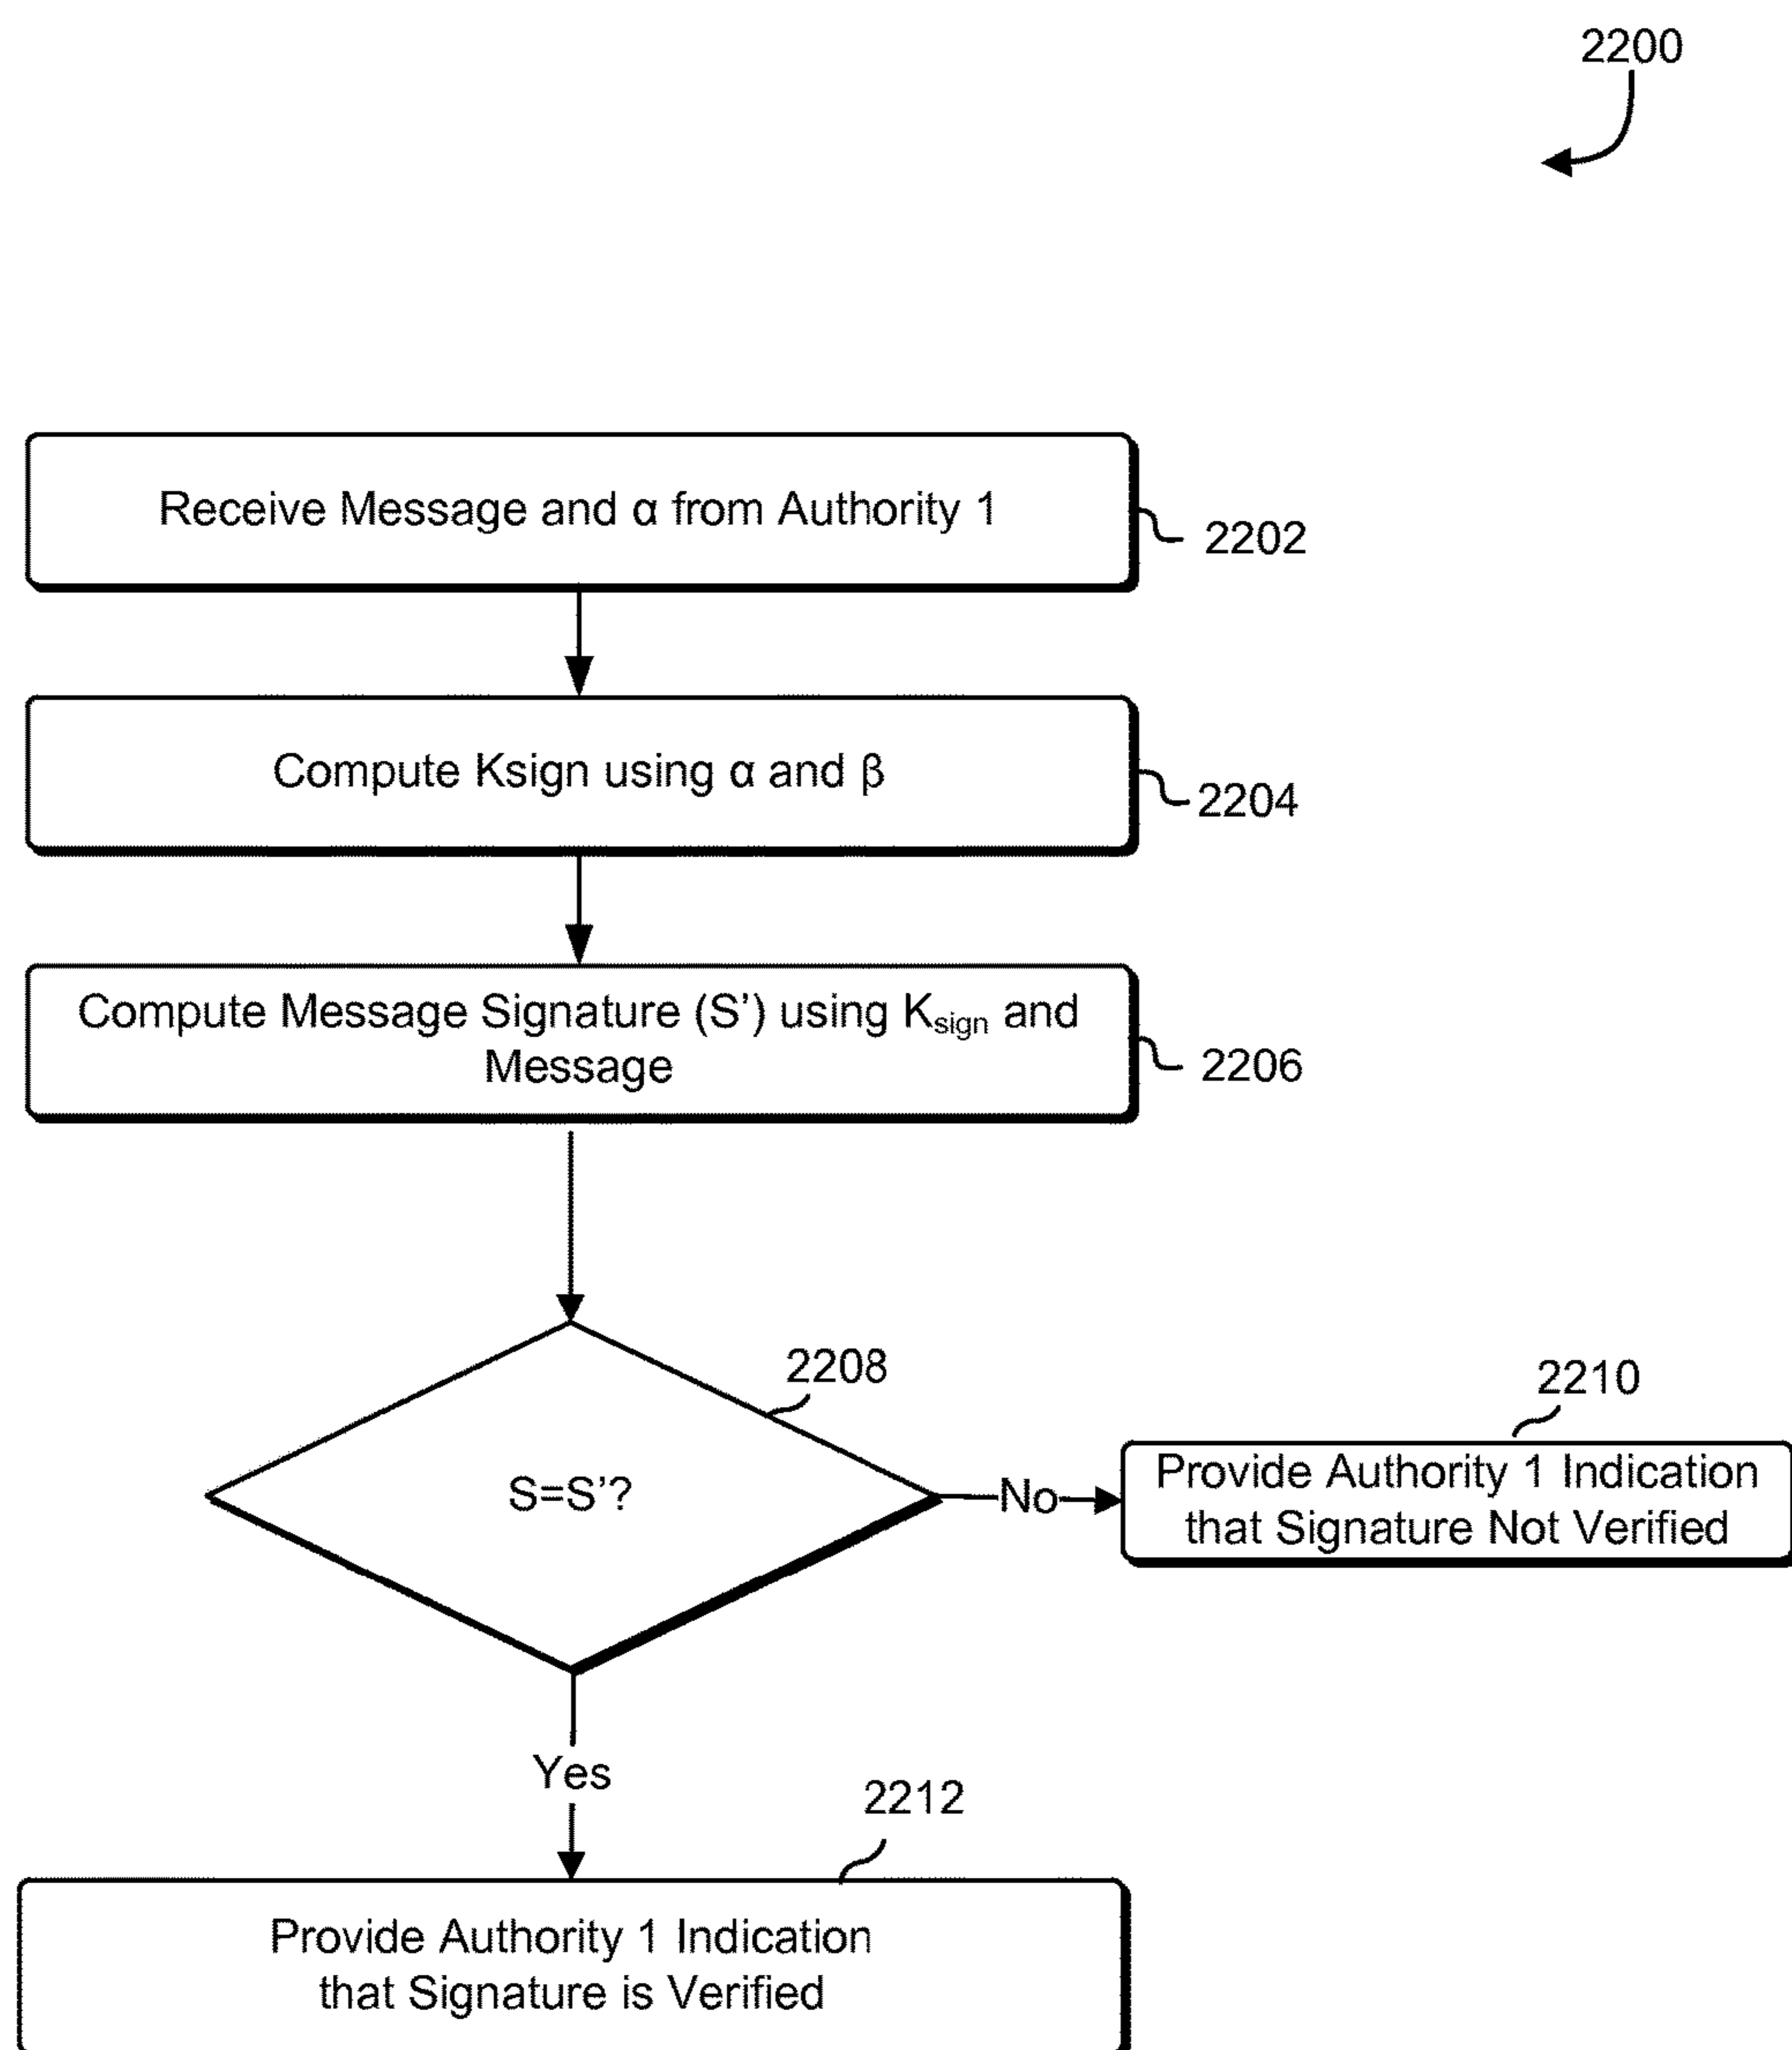 2200
Receive Message and α from Authority 1
2202
Compute Ksign using α and β
2204
Compute Message Signature (S’) using Ksign and
Message
2206
2208
S=S’?
No
2210
Provide Authority 1 Indication
that Signature Not Verified
Yes
2212
Provide Authority 1 Indication
that Signature is Verified